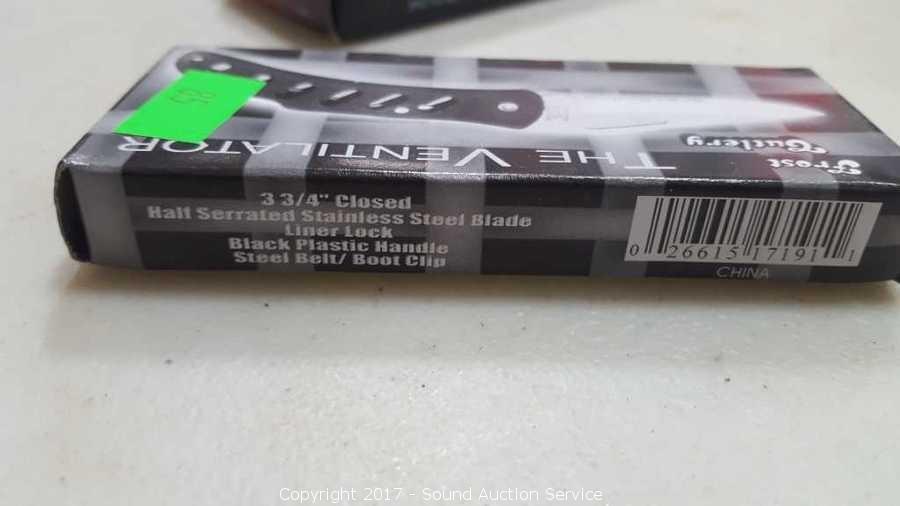 85
Frost
Cutlery
THE VENTILATOR
3 3/4" Closed
Half Serrated Stainless Steel Blade
Liner Lock
Black Plastic Handle
Steel Belt/ Boot Clip
0 26615 17191 1
CHINA
Copyright 2017 - Sound Auction Service